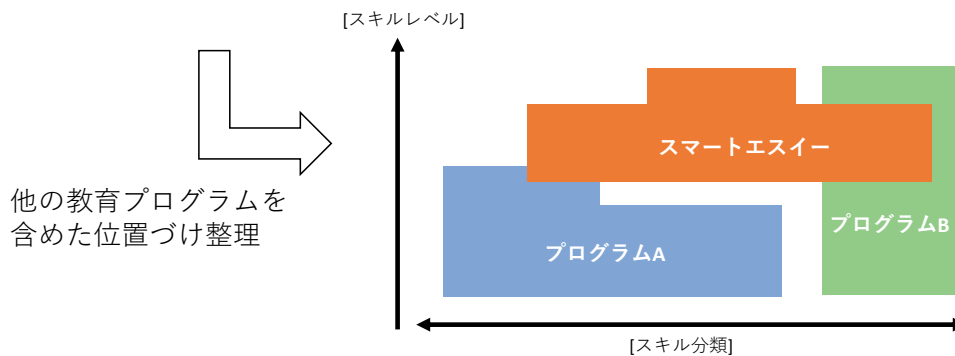 [スキルレベル]
スマートエスイー
他の教育プログラムを
含めた位置づけ整理
プログラムA
プログラムB
[スキル分類]